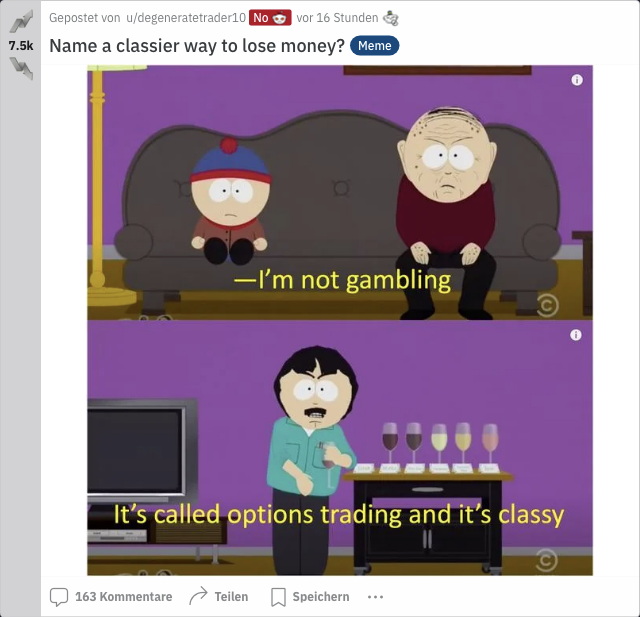 Gepostet von u/degeneratetrader10 No vor 16 Stunden
7.5k
Name a classier way to lose money? Meme
—I'm not gambling
It's called options trading and it's classy
163 Kommentare Teilen Speichern ...